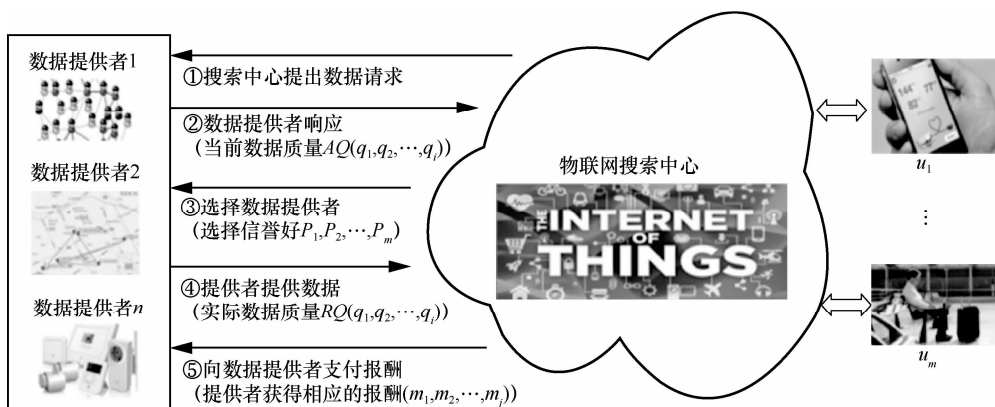 数据提供者1
数据提供者2
数据提供者n
①搜索中心提出数据请求
②数据提供者响应
(当前数据质量AQ(q₁,q₂,⋯,qᵢ))
③选择数据提供者
(选择信誉好P₁,P₂,⋯,Pₘ)
④提供者提供数据
(实际数据质量RQ(q₁,q₂,⋯,qᵢ))
⑤向数据提供者支付报酬
(提供者获得相应的报酬(m₁,m₂,⋯,mⱼ))
物联网搜索中心
THE INTERNET
OF
THINGS
144 77
82
u₁
⋮
uₘ